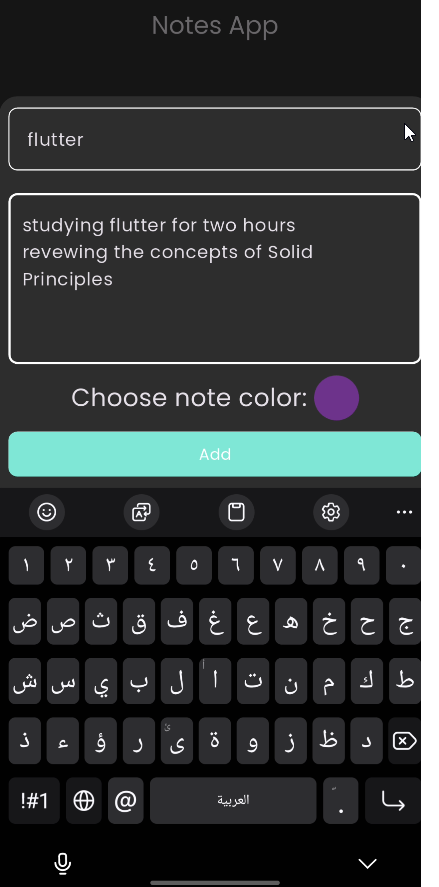 Notes App
flutter
studying flutter for two hours
revewing the concepts of Solid
Principles
Choose note color:
Add
١ ٢ ٣ ٤ ٥ ٦ ٧ ٨ ٩ ٠
ض ص ث ق ف غ ع ه خ ح ج
ش س ي ب ل ا ت ن م ك ط
ذ ء ؤ ر ى ة و ز ظ د
!#1 @ العربية .